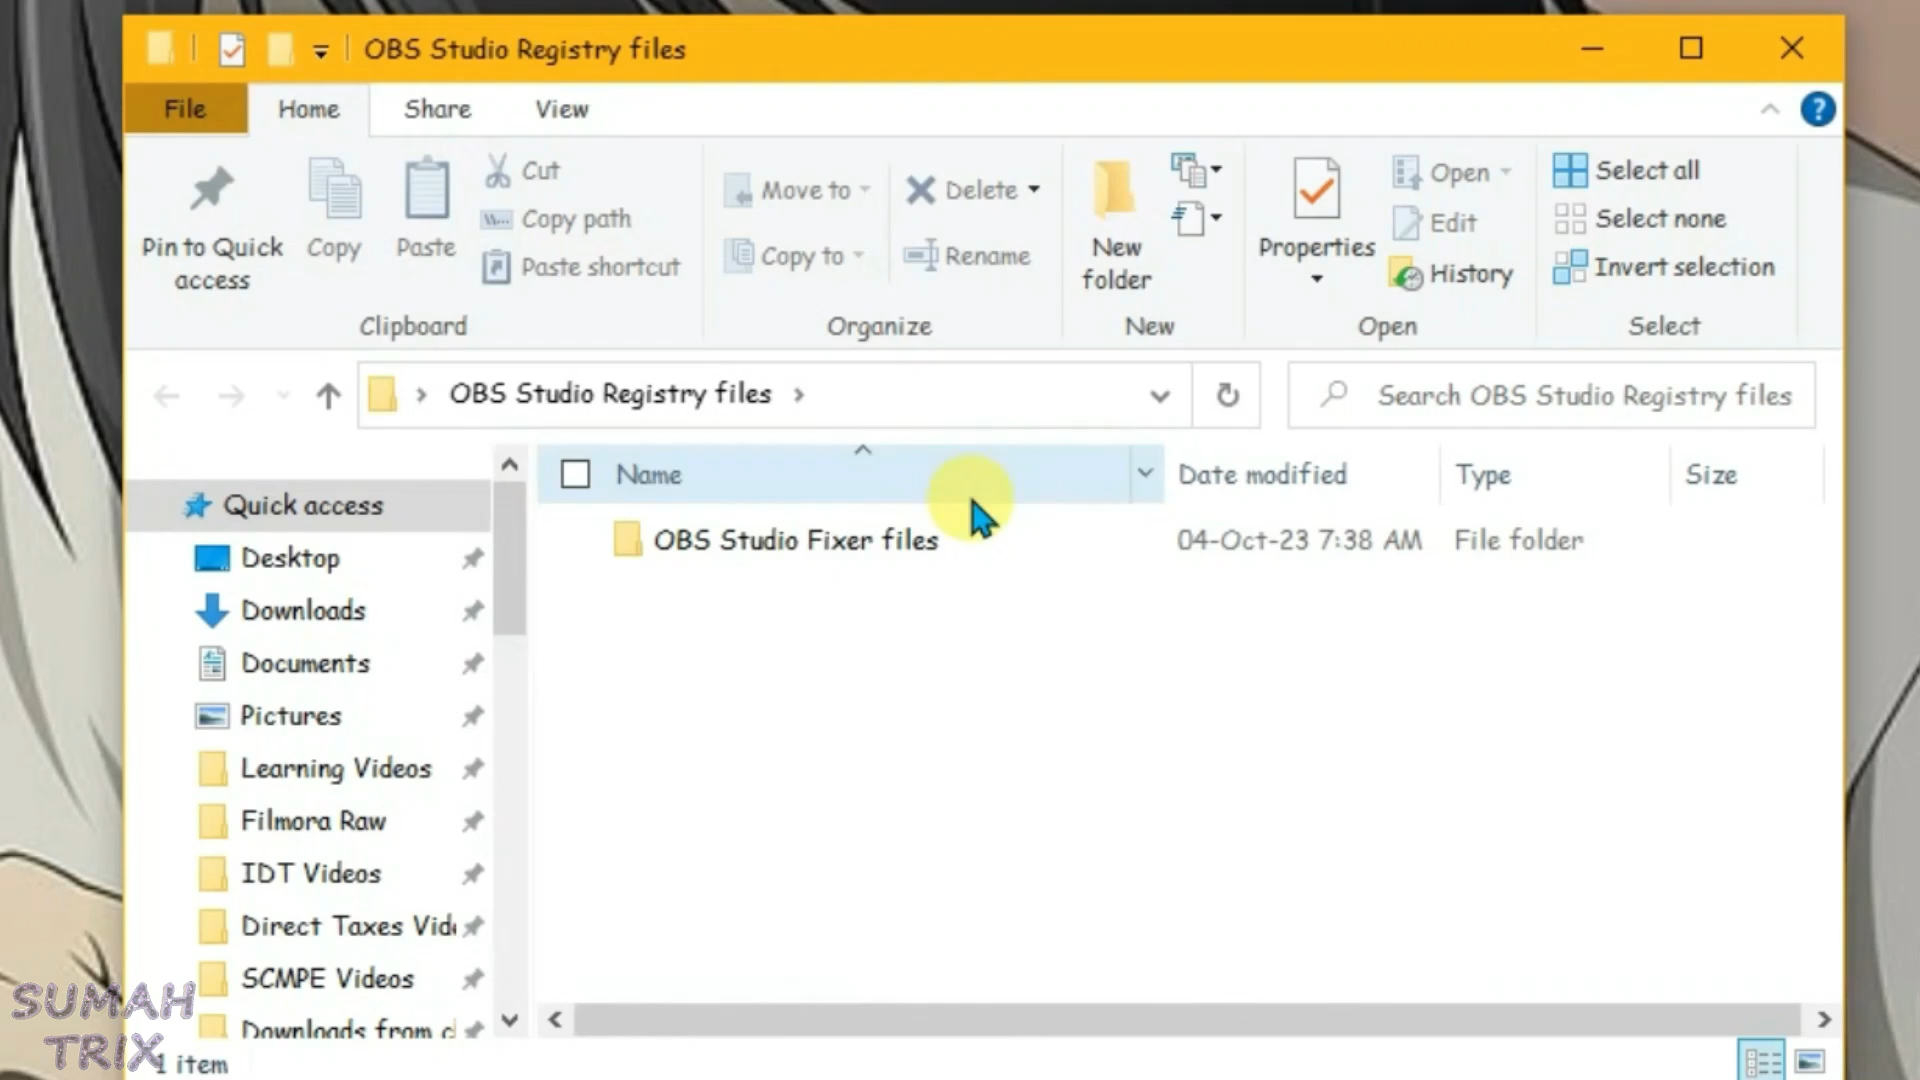 OBS Studio Registry files
File Home Share View
Pin to Quick access
Copy
Paste
Cut
Copy path
Paste shortcut
Clipboard
Move to
Copy to
Delete
Rename
Organize
New folder
New
Properties
Open
Edit
History
Open
Select all
Select none
Invert selection
Select
OBS Studio Registry files
Search OBS Studio Registry files
Name Date modified Type Size
OBS Studio Fixer files 04-Oct-23 7:38 AM File folder
Quick access
Desktop
Downloads
Documents
Pictures
Learning Videos
Filmora Raw
IDT Videos
Direct Taxes Vid
SCMPE Videos
Downloads from c
1 item
SUMAH
TRIX